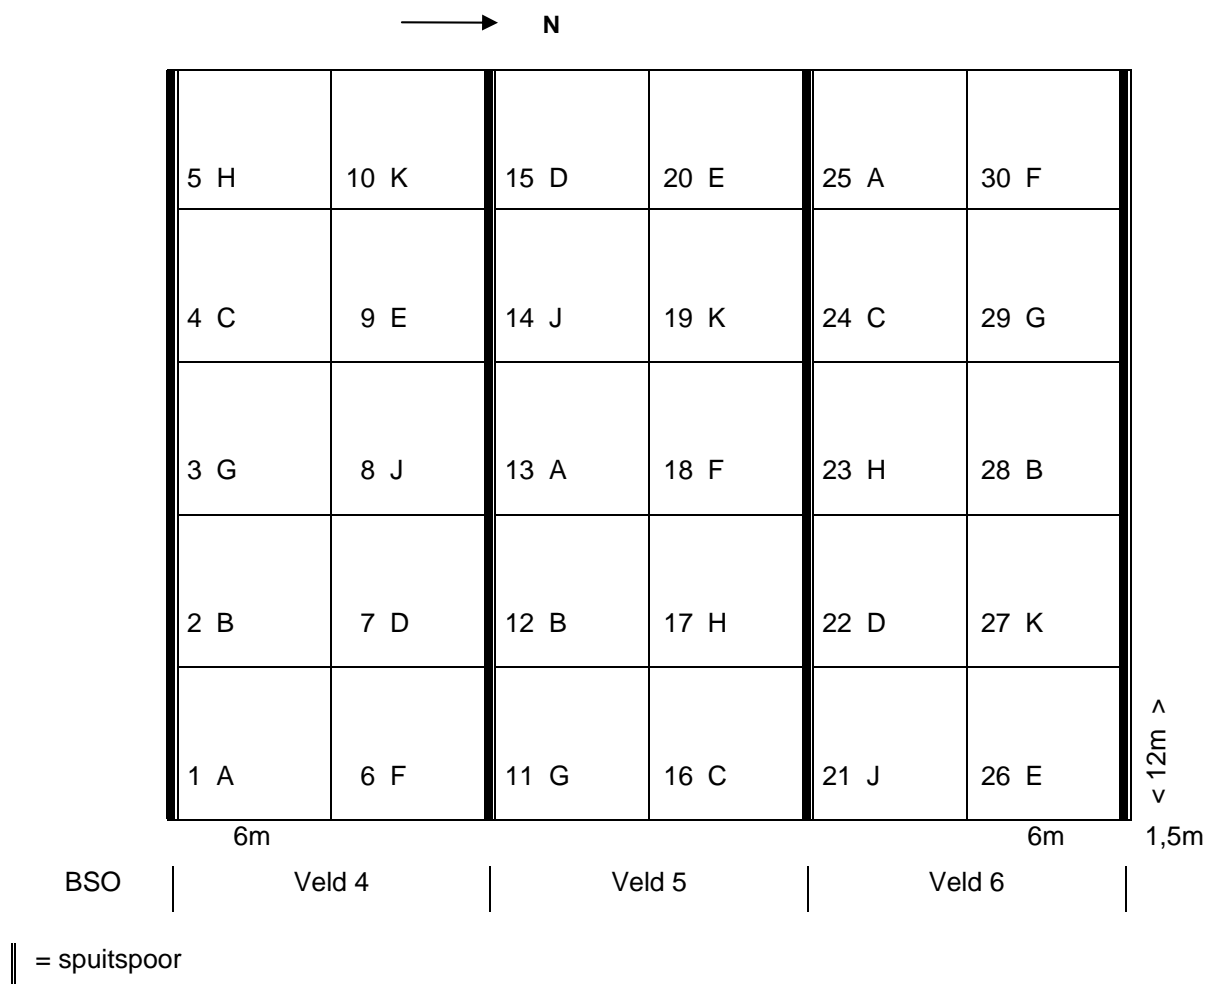 N
5 H 10 K 15 D 20 E 25 A 30 F
4 C 9 E 14 J 19 K 24 C 29 G
3 G 8 J 13 A 18 F 23 H 28 B
2 B 7 D 12 B 17 H 22 D 27 K
< 12m >
1 A 6 F 11 G 16 C 21 J 26 E
6m 6m 1,5m
BSO Veld 4 Veld 5 Veld 6
= spuitspoor